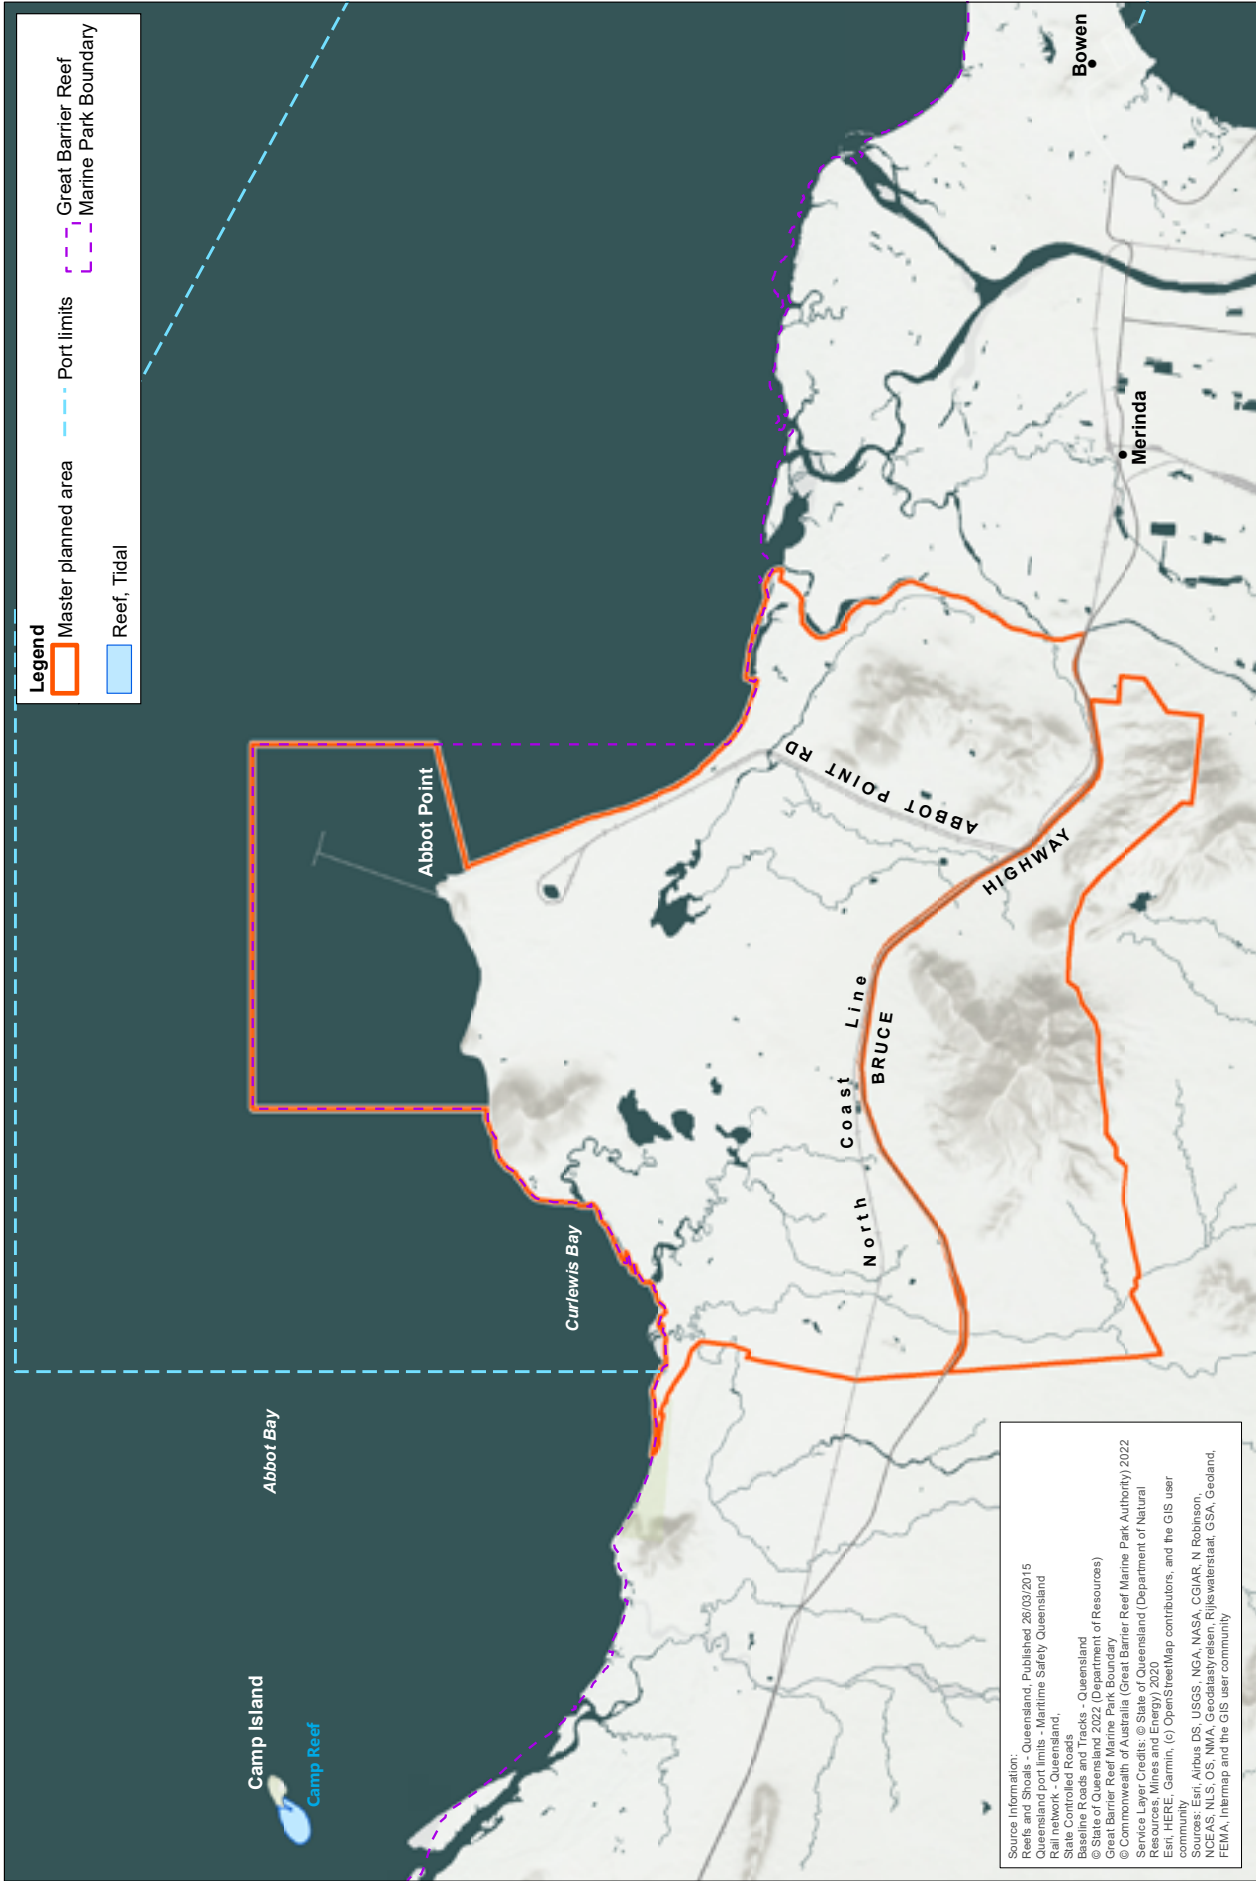 Legend
Master planned area
Port limits
Great Barrier Reef
Marine Park Boundary
Reef, Tidal
Camp Island
Camp Reef
Abbot Bay
Curlewis Bay
Abbot Point
ABBOT POINT RD
North Coast Line
BRUCE HIGHWAY
Merinda
Bowen
Source Information:
Reefs and Shoals - Queensland, Published 26/03/2015
Queensland port limits - Maritime Safety Queensland
Rail network - Queensland,
State Controlled Roads
Baseline Roads and Tracks - Queensland
© State of Queensland 2022 (Department of Resources)
Great Barrier Reef Marine Park Boundary
© Commonwealth of Australia (Great Barrier Reef Marine Park Authority) 2022
Service Layer Credits: © State of Queensland (Department of Natural
Resources, Mines and Energy) 2020
Esri, HERE, Garmin, (c) OpenStreetMap contributors, and the GIS user
community
Sources: Esri, Airbus DS, USGS, NGA, NASA, CGIAR, N Robinson,
NCEAS, NLS, OS, NMA, Geodatastyrelsen, Rijkswaterstaat, GSA, Geoland,
FEMA, Intermap and the GIS user community